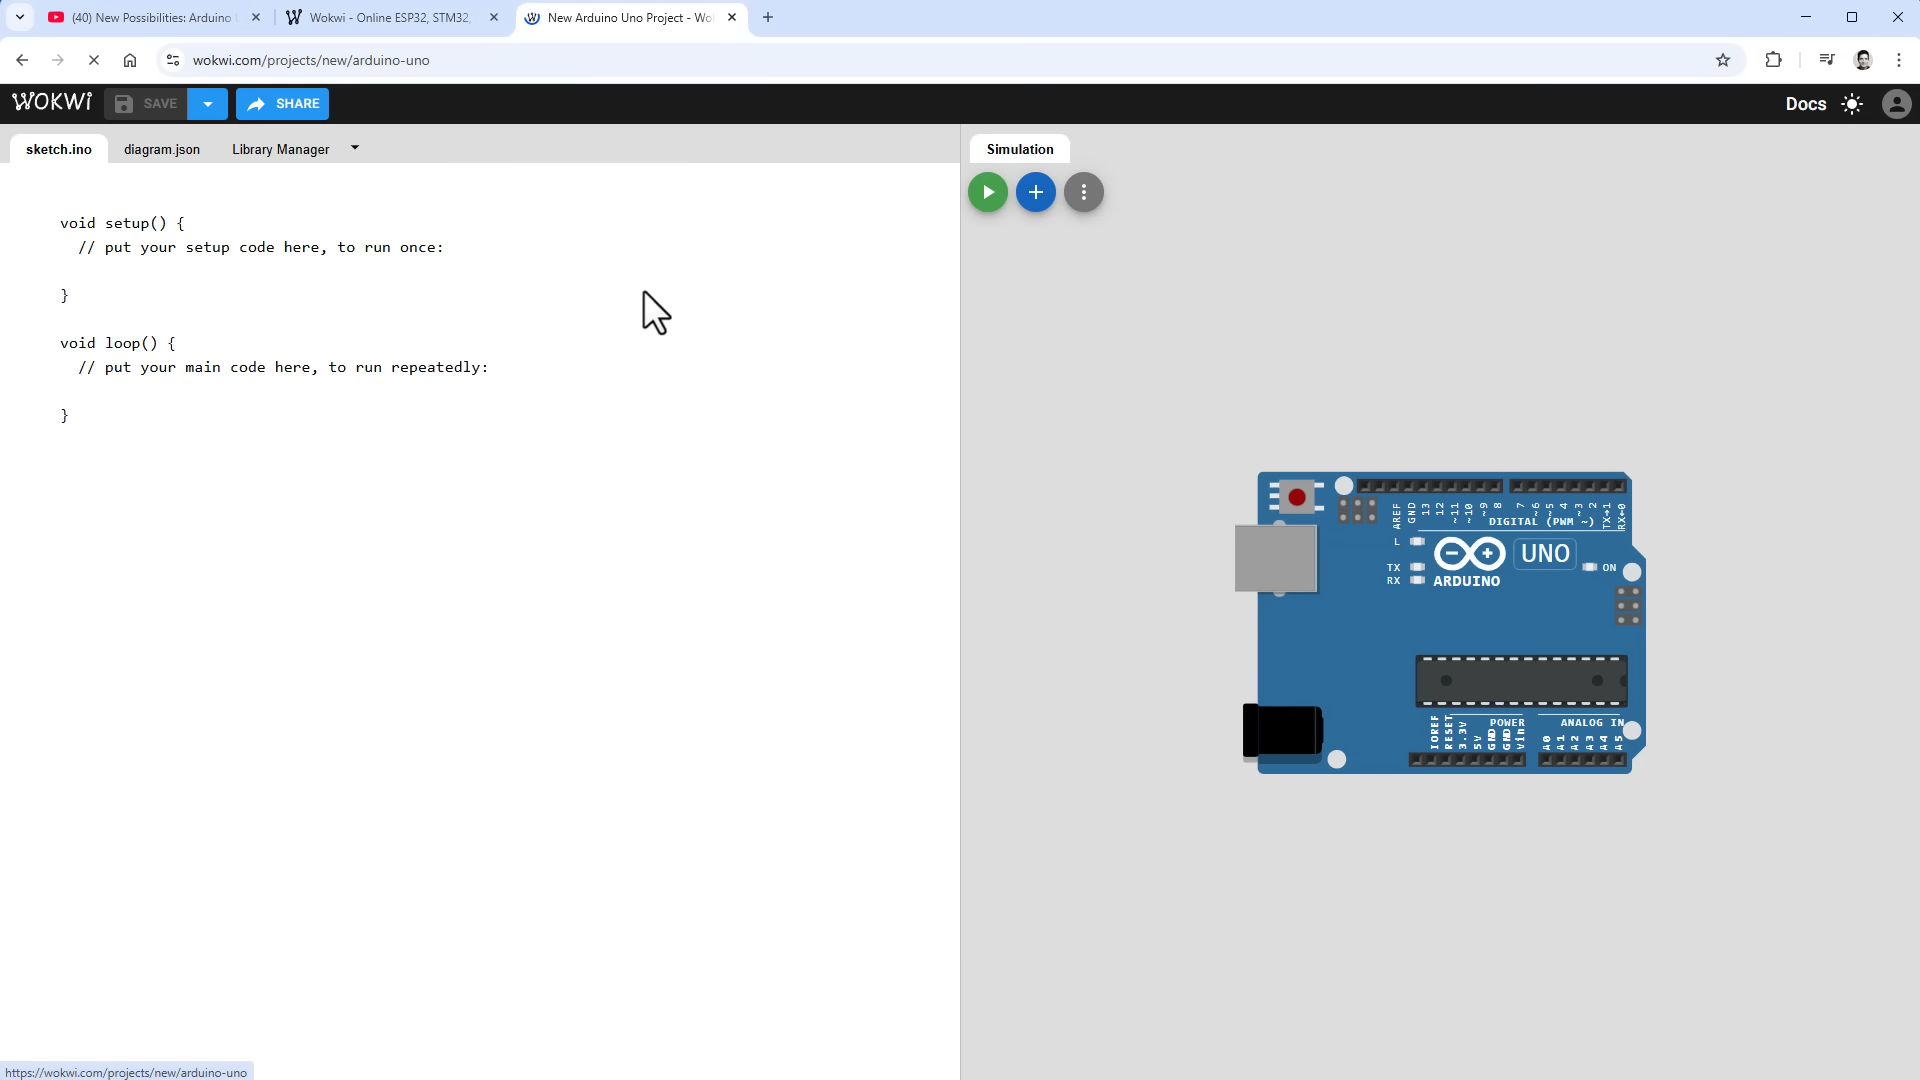 (40) New Possibilities: Arduino
Wokwi - Online ESP32, STM32,
New Arduino Uno Project - Wo
wokwi.com/projects/new/arduino-uno
WOKWI
SAVE
SHARE
Docs
sketch.ino
diagram.json
Library Manager
Simulation
void setup() {
// put your setup code here, to run once:
}
void loop() {
// put your main code here, to run repeatedly:
}
AREF
GND
13
12
~11
~10
~9
8
7
~6
~5
4
~3
2
TX→1
RX←0
DIGITAL (PWM ~)
L
TX
RX
UNO
ON
ARDUINO
IOREF
RESET
3.3V
5V
GND
GND
Vin
POWER
ANALOG IN
A0
A1
A2
A3
A4
A5
https://wokwi.com/projects/new/arduino-uno